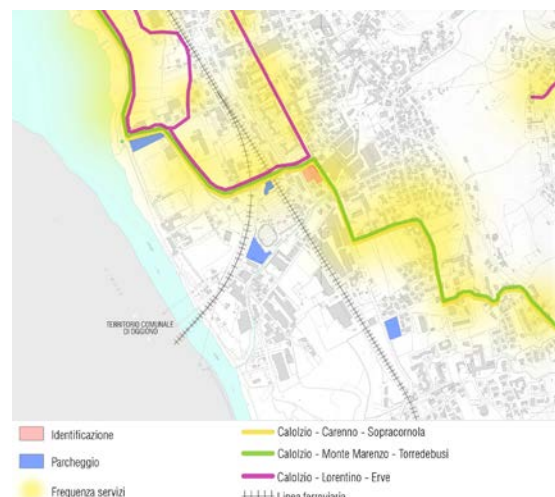 TERRITORIO COMUNALE
DI OGGIONO
Identificazione
Parcheggio
Frequenza servizi
Calolzio - Carenno - Sopracornola
Calolzio - Monte Marenzo - Torredebusi
Calolzio - Lorentino - Erve
Linea ferroviaria